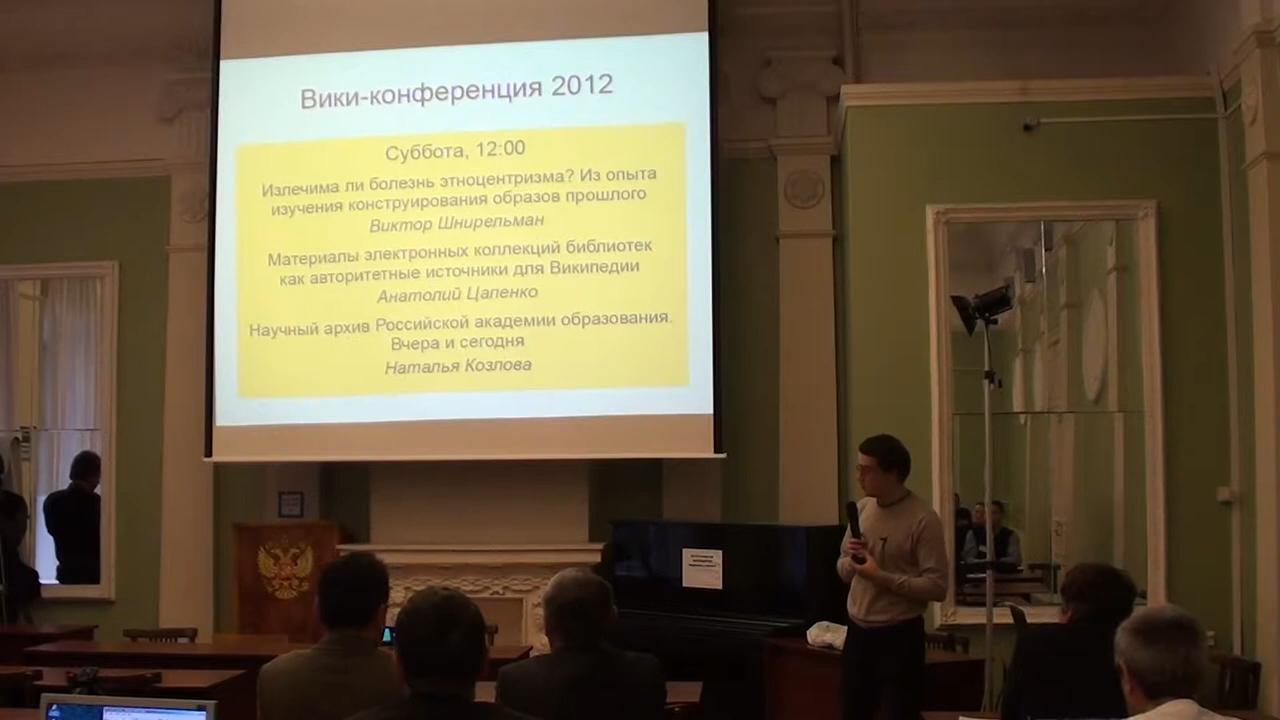 Вики-конференция 2012
Суббота, 12:00
Излечима ли болезнь этноцентризма? Из опыта
изучения конструирования образов прошлого
Виктор Шнирельман
Материалы электронных коллекций библиотек
как авторитетные источники для Википедии
Анатолий Цапенко
Научный архив Российской академии образования.
Вчера и сегодня
Наталья Козлова